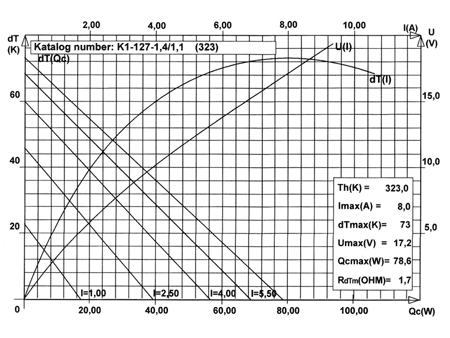 dT 2,00 4,00 6,00 8,00 10,00 I(A) U
(K) Katalog number: K1-127-1,4/1,1 (323) U(I) (V)
dT(Qc)
dT(I)
60 15,0
40 10,0
Th(K) = 323,0
Imax(A) = 8,0
dTmax(K)= 73
20 5,0
Umax(V) = 17,2
Qcmax(W)= 78,6
RdTm(OHM)= 1,7
I=1,00 I=2,50 I=4,00 I=5,50
0 20,00 40,00 60,00 80,00 100,00 Qc(W)